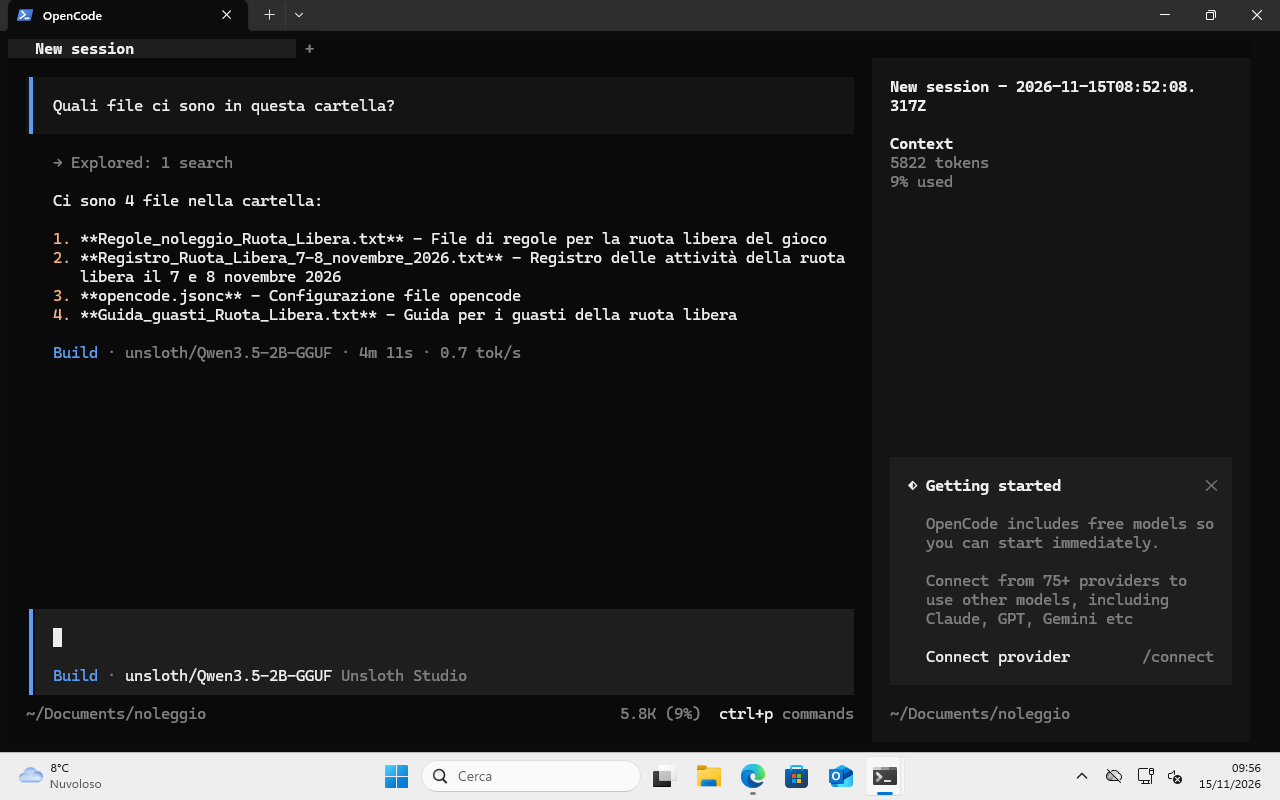 OpenCode
New session
+
Quali file ci sono in questa cartella?
→ Explored: 1 search
Ci sono 4 file nella cartella:
1. **Regole_noleggio_Ruota_Libera.txt** - File di regole per la ruota libera del gioco
2. **Registro_Ruota_Libera_7-8_novembre_2026.txt** - Registro delle attività della ruota
libera il 7 e 8 novembre 2026
3. **opencode.jsonc** - Configurazione file opencode
4. **Guida_guasti_Ruota_Libera.txt** - Guida per i guasti della ruota libera
Build · unsloth/Qwen3.5-2B-GGUF · 4m 11s · 0.7 tok/s
Build · unsloth/Qwen3.5-2B-GGUF Unsloth Studio
~/Documents/noleggio
5.8K (9%) ctrl+p commands
New session - 2026-11-15T08:52:08.
317Z
Context
5822 tokens
9% used
Getting started
OpenCode includes free models so
you can start immediately.
Connect from 75+ providers to
use other models, including
Claude, GPT, Gemini etc
Connect provider /connect
~/Documents/noleggio
8°C
Nuvoloso
Cerca
09:56
15/11/2026